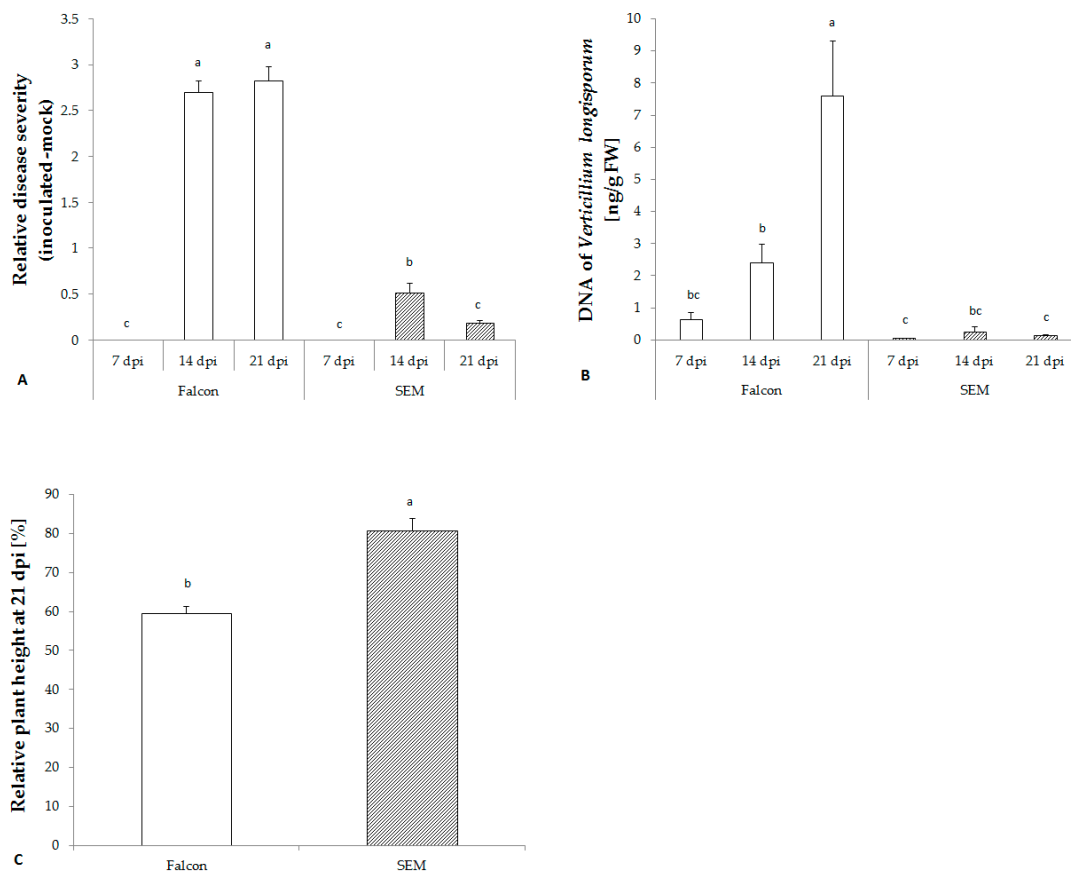 Relative disease severity
(inoculated -mock)
3.5
3
2.5
2
1.5
1
0.5
0
c
a
a
c
b
c
7 dpi 14 dpi 21 dpi 7 dpi 14 dpi 21 dpi
Falcon SEM
A
DNA of Verticillium longisporum
[ng/g FW]
10
9
8
7
6
5
4
3
2
1
0
bc
b
a
c
bc
c
7 dpi 14 dpi 21 dpi 7 dpi 14 dpi 21 dpi
Falcon SEM
B
Relative plant height at 21 dpi [%]
90
80
70
60
50
40
30
20
10
0
b
a
Falcon SEM
C